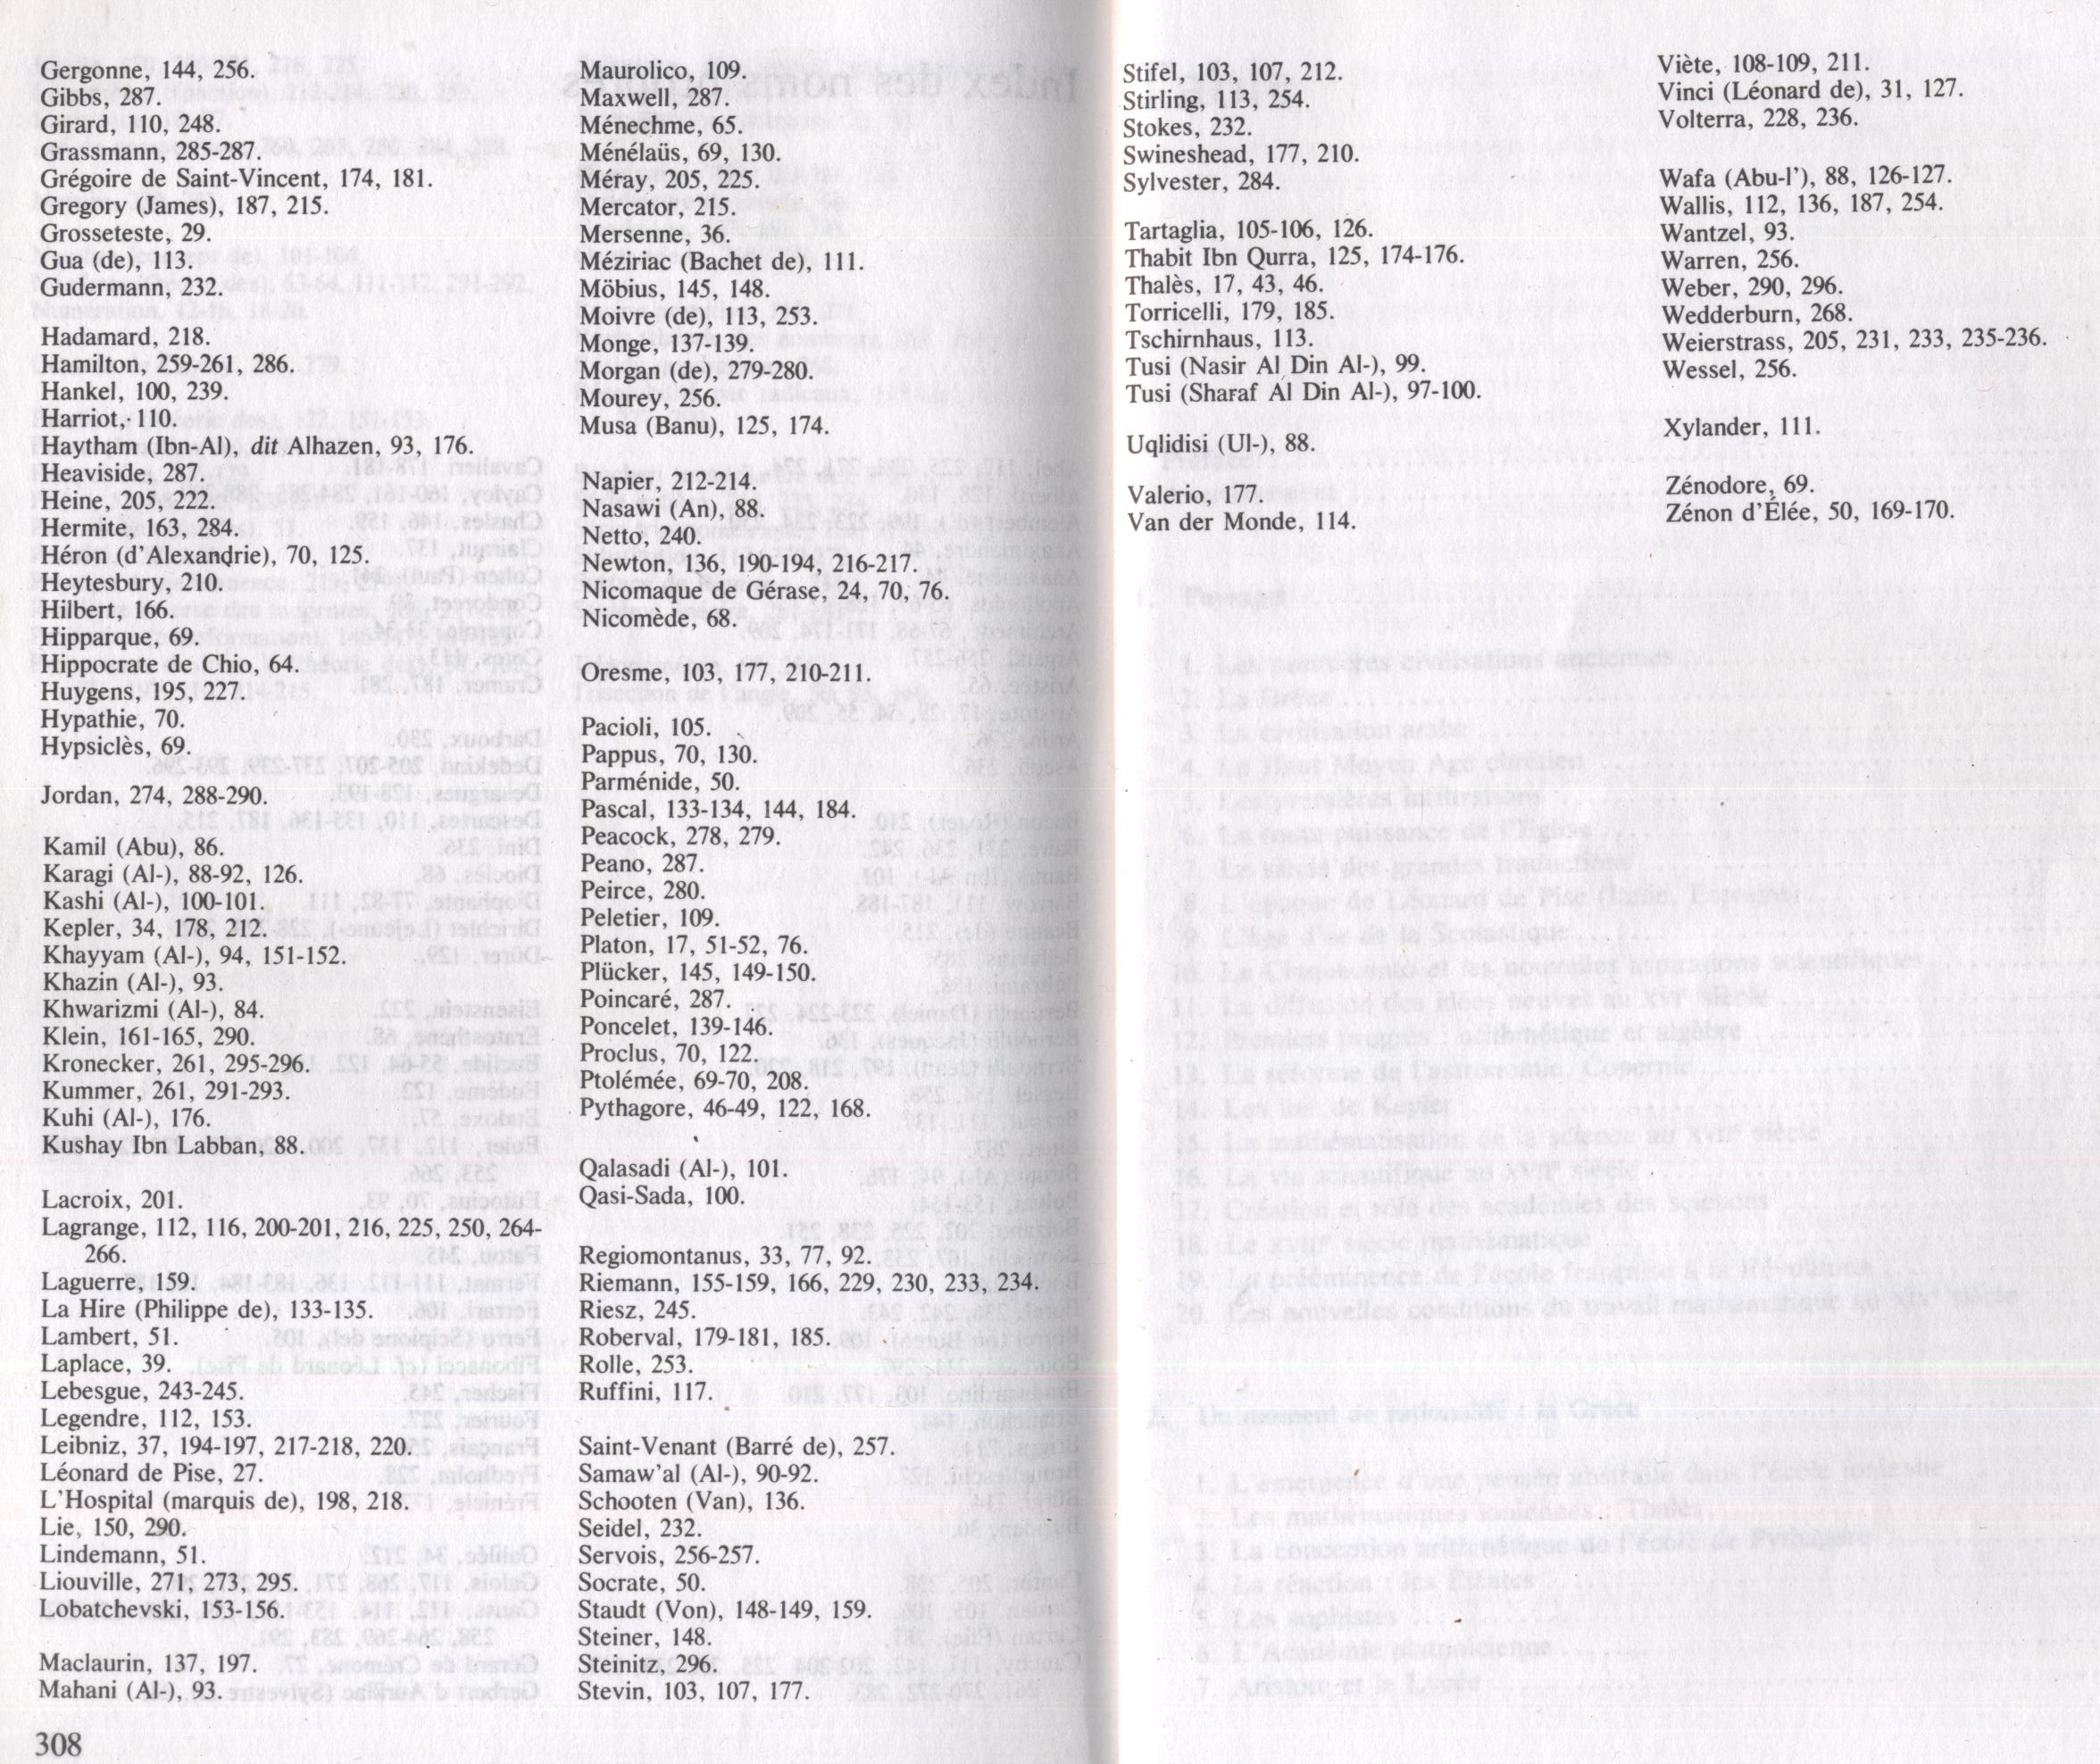 Gergonne, 144, 256.
Gibbs, 287.
Girard, 110, 248.
Grassmann, 285-287.
Grégoire de Saint-Vincent, 174, 181.
Gregory (James), 187, 215.
Grosseteste, 29.
Gua (de), 113.
Gudermann, 232.
Hadamard, 218.
Hamilton, 259-261, 286.
Hankel, 100, 239.
Harriot, 110.
Haytham (Ibn-Al), dit Alhazen, 93, 176.
Heaviside, 287.
Heine, 205, 222.
Hermite, 163, 284.
Héron (d'Alexandrie), 70, 125.
Heytesbury, 210.
Hilbert, 166.
Hipparque, 69.
Hippocrate de Chio, 64.
Huygens, 195, 227.
Hypathie, 70.
Hypsiclès, 69.
Jordan, 274, 288-290.
Kamil (Abu), 86.
Karagi (Al-), 88-92, 126.
Kashi (Al-), 100-101.
Kepler, 34, 178, 212.
Khayyam (Al-), 94, 151-152.
Khazin (Al-), 93.
Khwarizmi (Al-), 84.
Klein, 161-165, 290.
Kronecker, 261, 295-296.
Kummer, 261, 291-293.
Kuhi (Al-), 176.
Kushay Ibn Labban, 88.
Lacroix, 201.
Lagrange, 112, 116, 200-201, 216, 225, 250, 264-
266.
Laguerre, 159.
La Hire (Philippe de), 133-135.
Lambert, 51.
Laplace, 39.
Lebesgue, 243-245.
Legendre, 112, 153.
Leibniz, 37, 194-197, 217-218, 220.
Léonard de Pise, 27.
L'Hospital (marquis de), 198, 218.
Lie, 150, 290.
Lindemann, 51.
Liouville, 271, 273, 295.
Lobatchevski, 153-156.
Maclaurin, 137, 197.
Mahani (Al-), 93.
308
Maurolico, 109.
Maxwell, 287.
Ménechme, 65.
Ménélaüs, 69, 130.
Méray, 205, 225.
Mercator, 215.
Mersenne, 36.
Méziriac (Bachet de), 111.
Möbius, 145, 148.
Moivre (de), 113, 253.
Monge, 137-139.
Morgan (de), 279-280.
Mourey, 256.
Musa (Banu), 125, 174.
Napier, 212-214.
Nasawi (An), 88.
Netto, 240.
Newton, 136, 190-194, 216-217.
Nicomaque de Gérase, 24, 70, 76.
Nicomède, 68.
Oresme, 103, 177, 210-211.
Pacioli, 105.
Pappus, 70, 130.
Parménide, 50.
Pascal, 133-134, 144, 184.
Peacock, 278, 279.
Peano, 287.
Peirce, 280.
Peletier, 109.
Platon, 17, 51-52, 76.
Plücker, 145, 149-150.
Poincaré, 287.
Poncelet, 139-146.
Proclus, 70, 122.
Ptolémée, 69-70, 208.
Pythagore, 46-49, 122, 168.
Qalasadi (Al-), 101.
Qasi-Sada, 100.
Regiomontanus, 33, 77, 92.
Riemann, 155-159, 166, 229, 230, 233, 234.
Riesz, 245.
Roberval, 179-181, 185.
Rolle, 253.
Ruffini, 117.
Saint-Venant (Barré de), 257.
Samaw'al (Al-), 90-92.
Schooten (Van), 136.
Seidel, 232.
Servois, 256-257.
Socrate, 50.
Staudt (Von), 148-149, 159.
Steiner, 148.
Steinitz, 296.
Stevin, 103, 107, 177.
Stifel, 103, 107, 212.
Stirling, 113, 254.
Stokes, 232.
Swineshead, 177, 210.
Sylvester, 284.
Tartaglia, 105-106, 126.
Thabit Ibn Qurra, 125, 174-176.
Thalès, 17, 43, 46.
Torricelli, 179, 185.
Tschirnhaus, 113.
Tusi (Nasir Al Din Al-), 99.
Tusi (Sharaf Al Din Al-), 97-100.
Uqlidisi (Ul-), 88.
Valerio, 177.
Van der Monde, 114.
Viète, 108-109, 211.
Vinci (Léonard de), 31, 127.
Volterra, 228, 236.
Wafa (Abu-l'), 88, 126-127.
Wallis, 112, 136, 187, 254.
Wantzel, 93.
Warren, 256.
Weber, 290, 296.
Wedderburn, 268.
Weierstrass, 205, 231, 233, 235-236.
Wessel, 256.
Xylander, 111.
Zénodore, 69.
Zénon d'Élée, 50, 169-170.